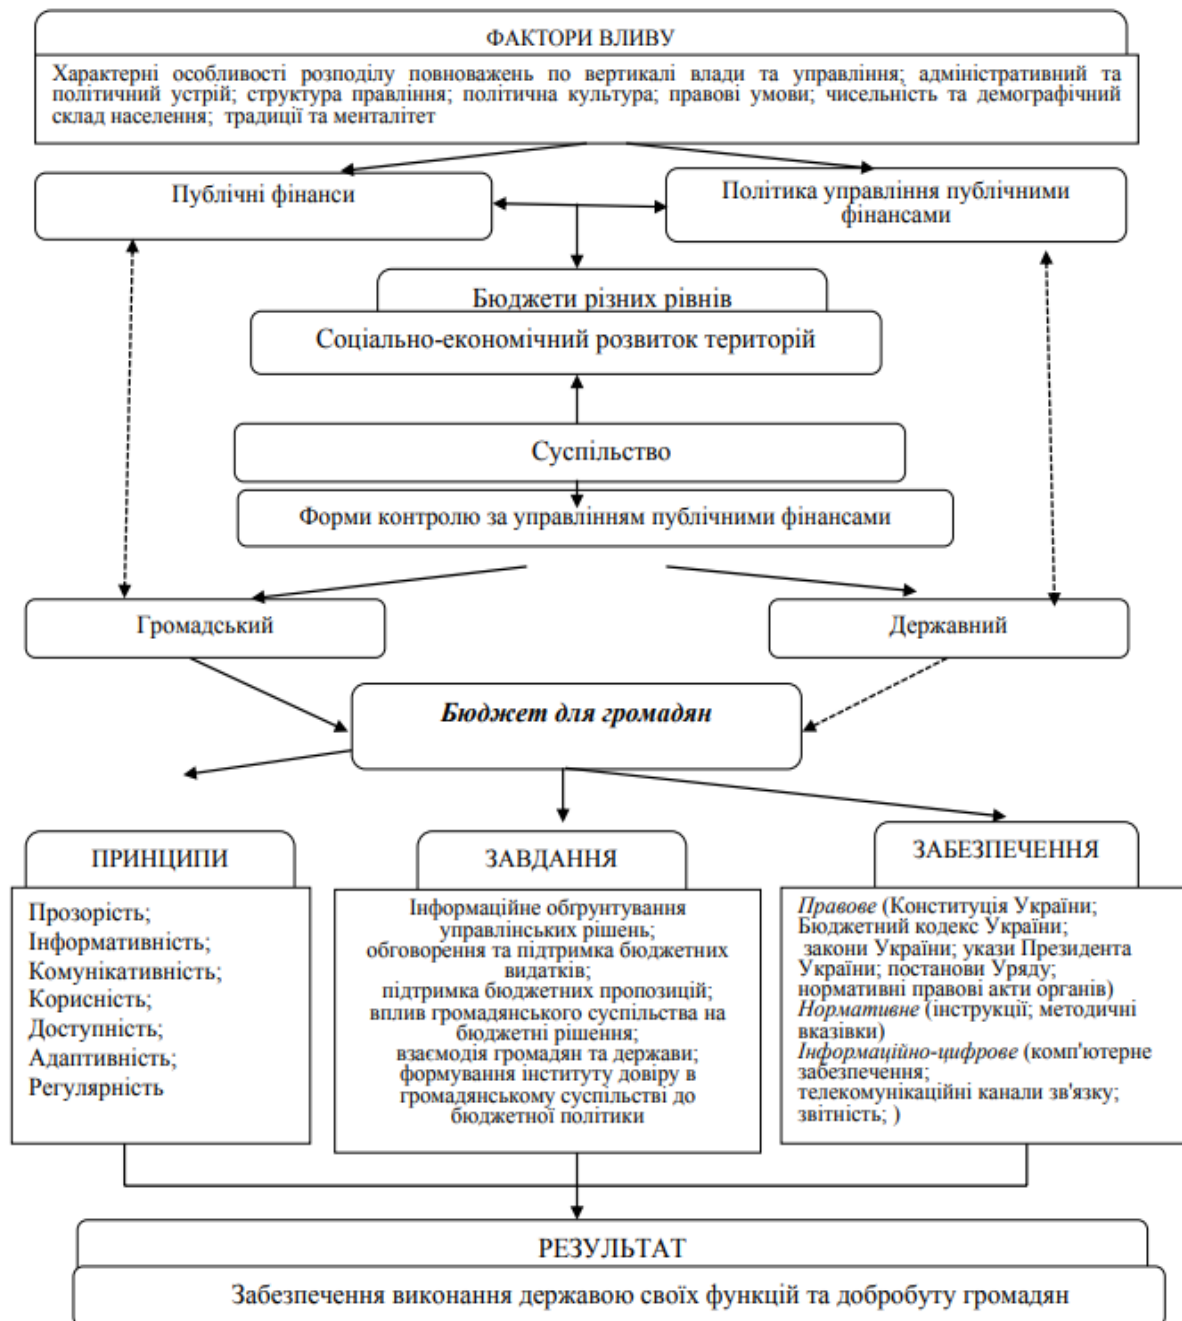 ФАКТОРИ ВЛИВУ
Характерні особливості розподілу повноважень по вертикалі влади та управління; адміністративний та
політичний устрій; структура правління; політична культура; правові умови; чисельність та демографічний
склад населення; традиції та менталітет
Публічні фінанси
Політика управління публічними
фінансами
Бюджети різних рівнів
Соціально-економічний розвиток територій
Суспільство
Форми контролю за управлінням публічними фінансами
Громадський
Державний
Бюджет для громадян
ПРИНЦИПИ
Прозорість;
Інформативність;
Комунікативність;
Корисність;
Доступність;
Адаптивність;
Регулярність
ЗАВДАННЯ
Інформаційне обґрунтування
управлінських рішень;
обговорення та підтримка бюджетних
видатків;
підтримка бюджетних пропозицій;
вплив громадянського суспільства на
бюджетні рішення;
взаємодія громадян та держави;
формування інституту довіру в
громадянському суспільстві до
бюджетної політики
ЗАБЕЗПЕЧЕННЯ
Правове (Конституція України;
Бюджетний кодекс України;
закони України; укази Президента
України; постанови Уряду;
нормативні правові акти органів)
Нормативне (інструкції; методичні
вказівки)
Інформаційно-цифрове (комп'ютерне
забезпечення;
телекомунікаційні канали зв'язку;
звітність; )
РЕЗУЛЬТАТ
Забезпечення виконання державою своїх функцій та добробуту громадян